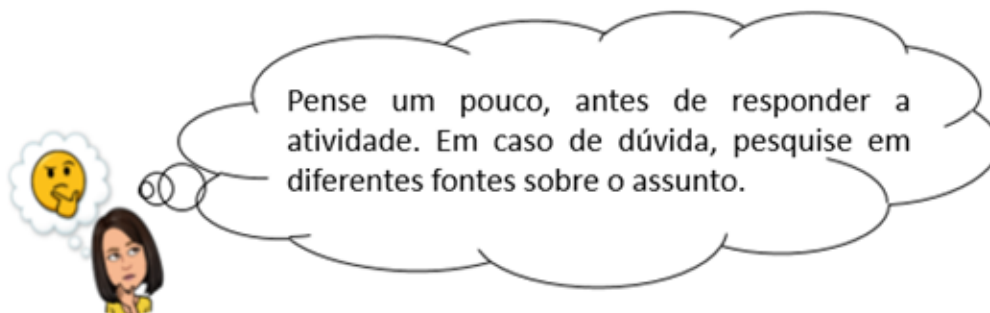 Pense um pouco, antes de responder a
atividade. Em caso de dúvida, pesquise em
diferentes fontes sobre o assunto.